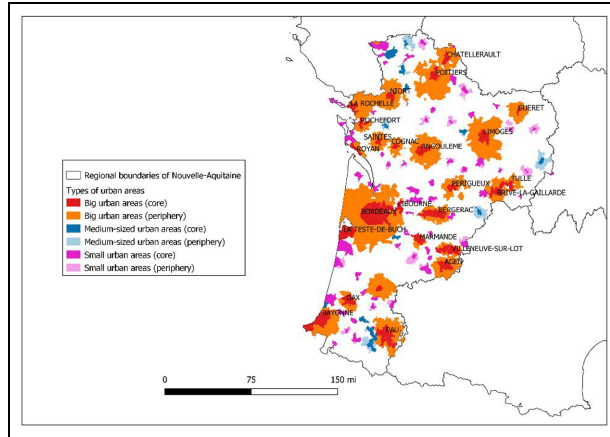 CHATELLERAULT
POITIERS
NIORT
LA ROCHELLE
GUERET
ROCHEFORT
LIMOGES
SAINTES
COGNAC
ANGOULEME
ROYAN
TULLE
PERIGUEUX
BRIVE-LA-GAILLARDE
LIBOURNE
BORDEAUX
BERGERAC
LA TESTE-DE-BUCH
MARMANDE
VILLENEUVE-SUR-LOT
AGEN
DAX
BAYONNE
PAU
Regional boundaries of Nouvelle-Aquitaine
Types of urban areas
Big urban areas (core)
Big urban areas (periphery)
Medium-sized urban areas (core)
Medium-sized urban areas (periphery)
Small urban areas (core)
Small urban areas (periphery)
0 75 150 mi